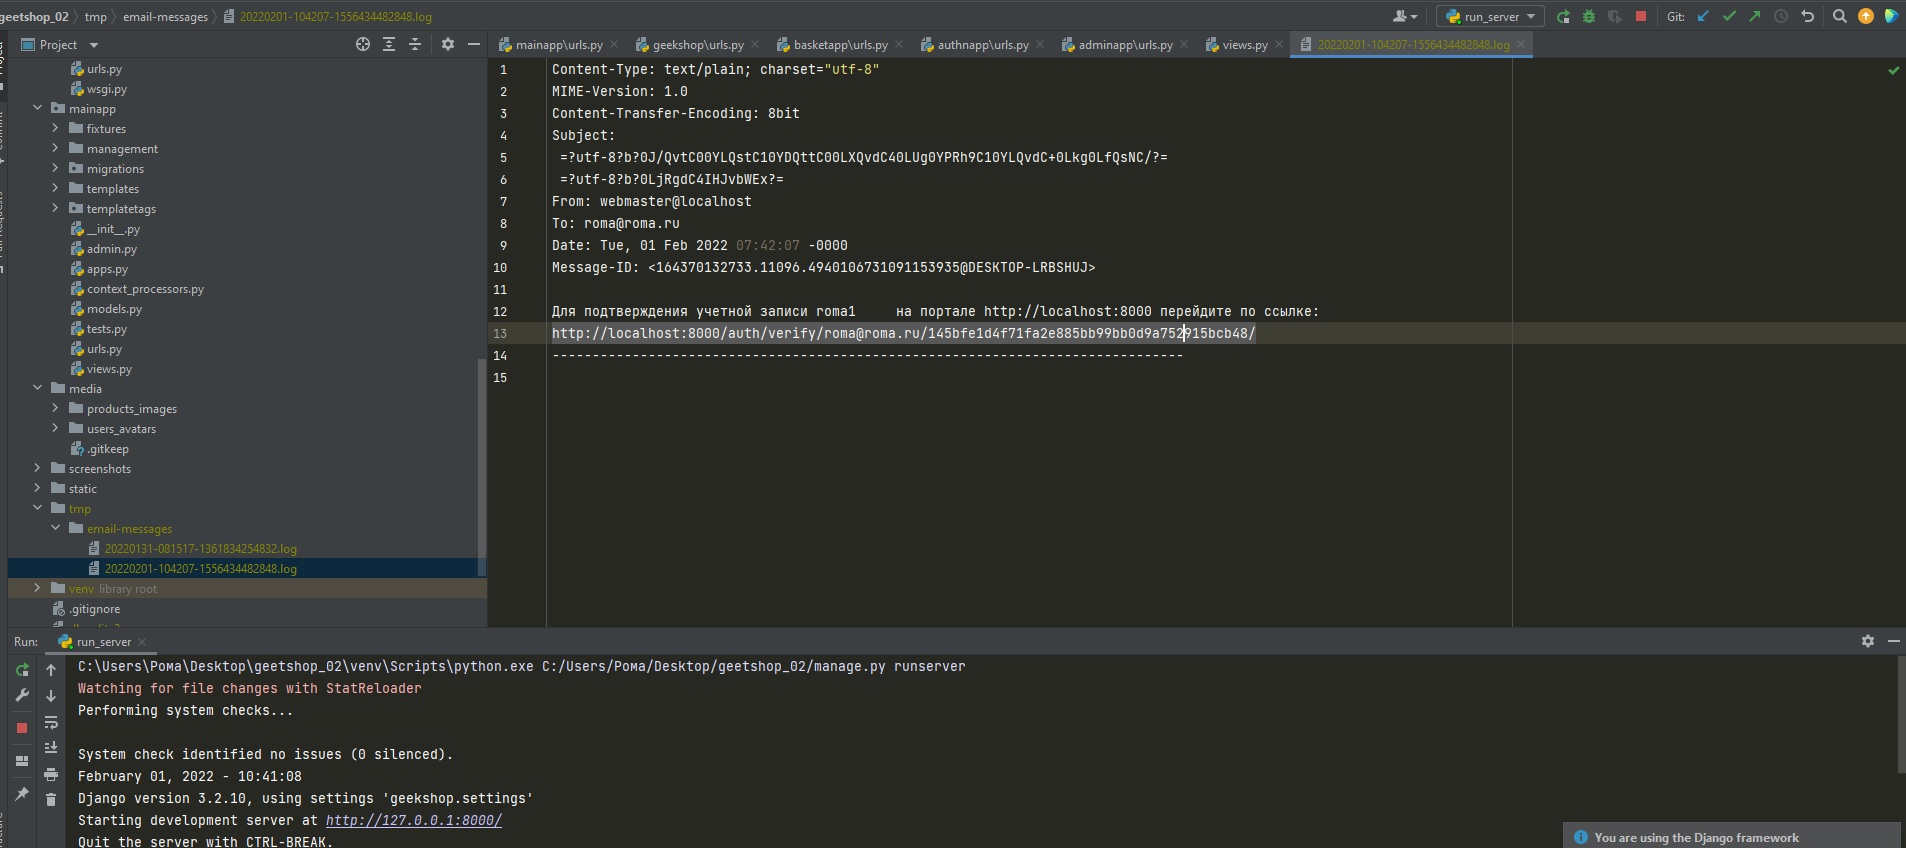 geetshop_02 tmp email-messages 20220201-104207-1556434482848.log
run_server Git:
Project
mainapp\urls.py geekshop\urls.py basketapp\urls.py authnapp\urls.py adminapp\urls.py views.py 20220201-104207-1556434482848.log
urls.py
wsgi.py
mainapp
fixtures
management
migrations
templates
templatetags
__init__.py
admin.py
apps.py
context_processors.py
models.py
tests.py
urls.py
views.py
media
products_images
users_avatars
.gitkeep
screenshots
static
tmp
email-messages
20220131-081517-1361834254832.log
20220201-104207-1556434482848.log
venv library root
.gitignore
1 Content-Type: text/plain; charset="utf-8"
2 MIME-Version: 1.0
3 Content-Transfer-Encoding: 8bit
4 Subject:
5 =?utf-8?b?0J/QvtC00YLQstC10YDQttC00LXQvdC40LUg0YPRh9C10YLQvdC+0Lkg0LfQsNC/?=
6 =?utf-8?b?0LjRgdC4IHJvbWEx?=
7 From: webmaster@localhost
8 To: roma@roma.ru
9 Date: Tue, 01 Feb 2022 07:42:07 -0000
10 Message-ID: <164370132733.11096.4940106731091153935@DESKTOP-LRBSHUJ>
11
12 Для подтверждения учетной записи roma1 на портале http://localhost:8000 перейдите по ссылке:
13 http://localhost:8000/auth/verify/roma@roma.ru/145bfe1d4f71fa2e885bb99bb0d9a752915bcb48/
14 -------------------------------------------------------------------------------
15
Run: run_server
C:\Users\Рома\Desktop\geetshop_02\venv\Scripts\python.exe C:/Users/Рома/Desktop/geetshop_02/manage.py runserver
Watching for file changes with StatReloader
Performing system checks...
System check identified no issues (0 silenced).
February 01, 2022 - 10:41:08
Django version 3.2.10, using settings 'geekshop.settings'
Starting development server at http://127.0.0.1:8000/
Quit the server with CTRL-BREAK.
You are using the Django framework